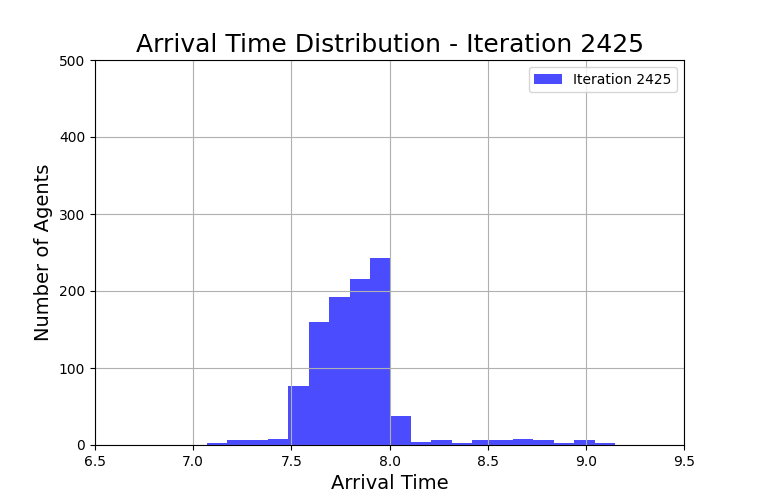 Arrival Time Distribution - Iteration 2425
Iteration 2425
500
400
300
200
100
0
Number of Agents
6.5 7.0 7.5 8.0 8.5 9.0 9.5
Arrival Time